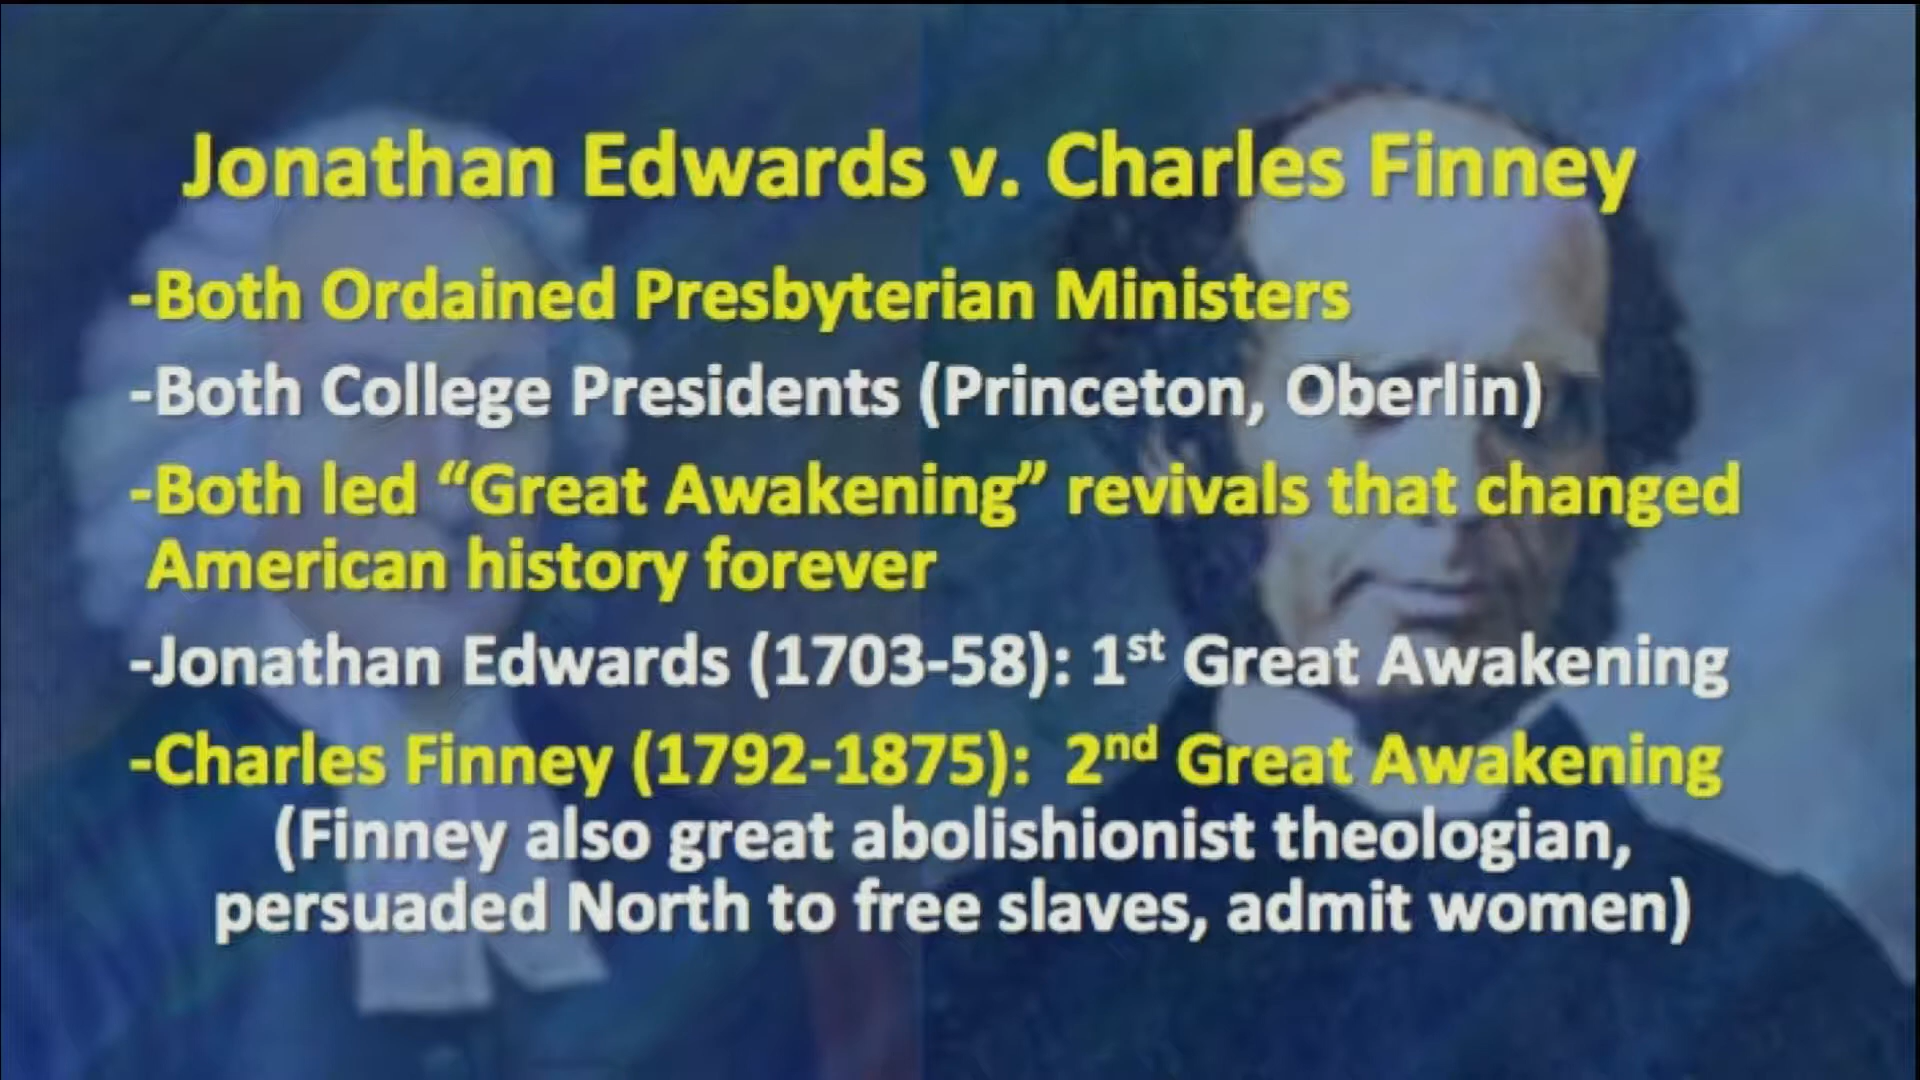 Jonathan Edwards v. Charles Finney
-Both Ordained Presbyterian Ministers
-Both College Presidents (Princeton, Oberlin)
-Both led “Great Awakening” revivals that changed
American history forever
-Jonathan Edwards (1703-58): 1st Great Awakening
-Charles Finney (1792-1875): 2nd Great Awakening
(Finney also great abolishionist theologian,
persuaded North to free slaves, admit women)